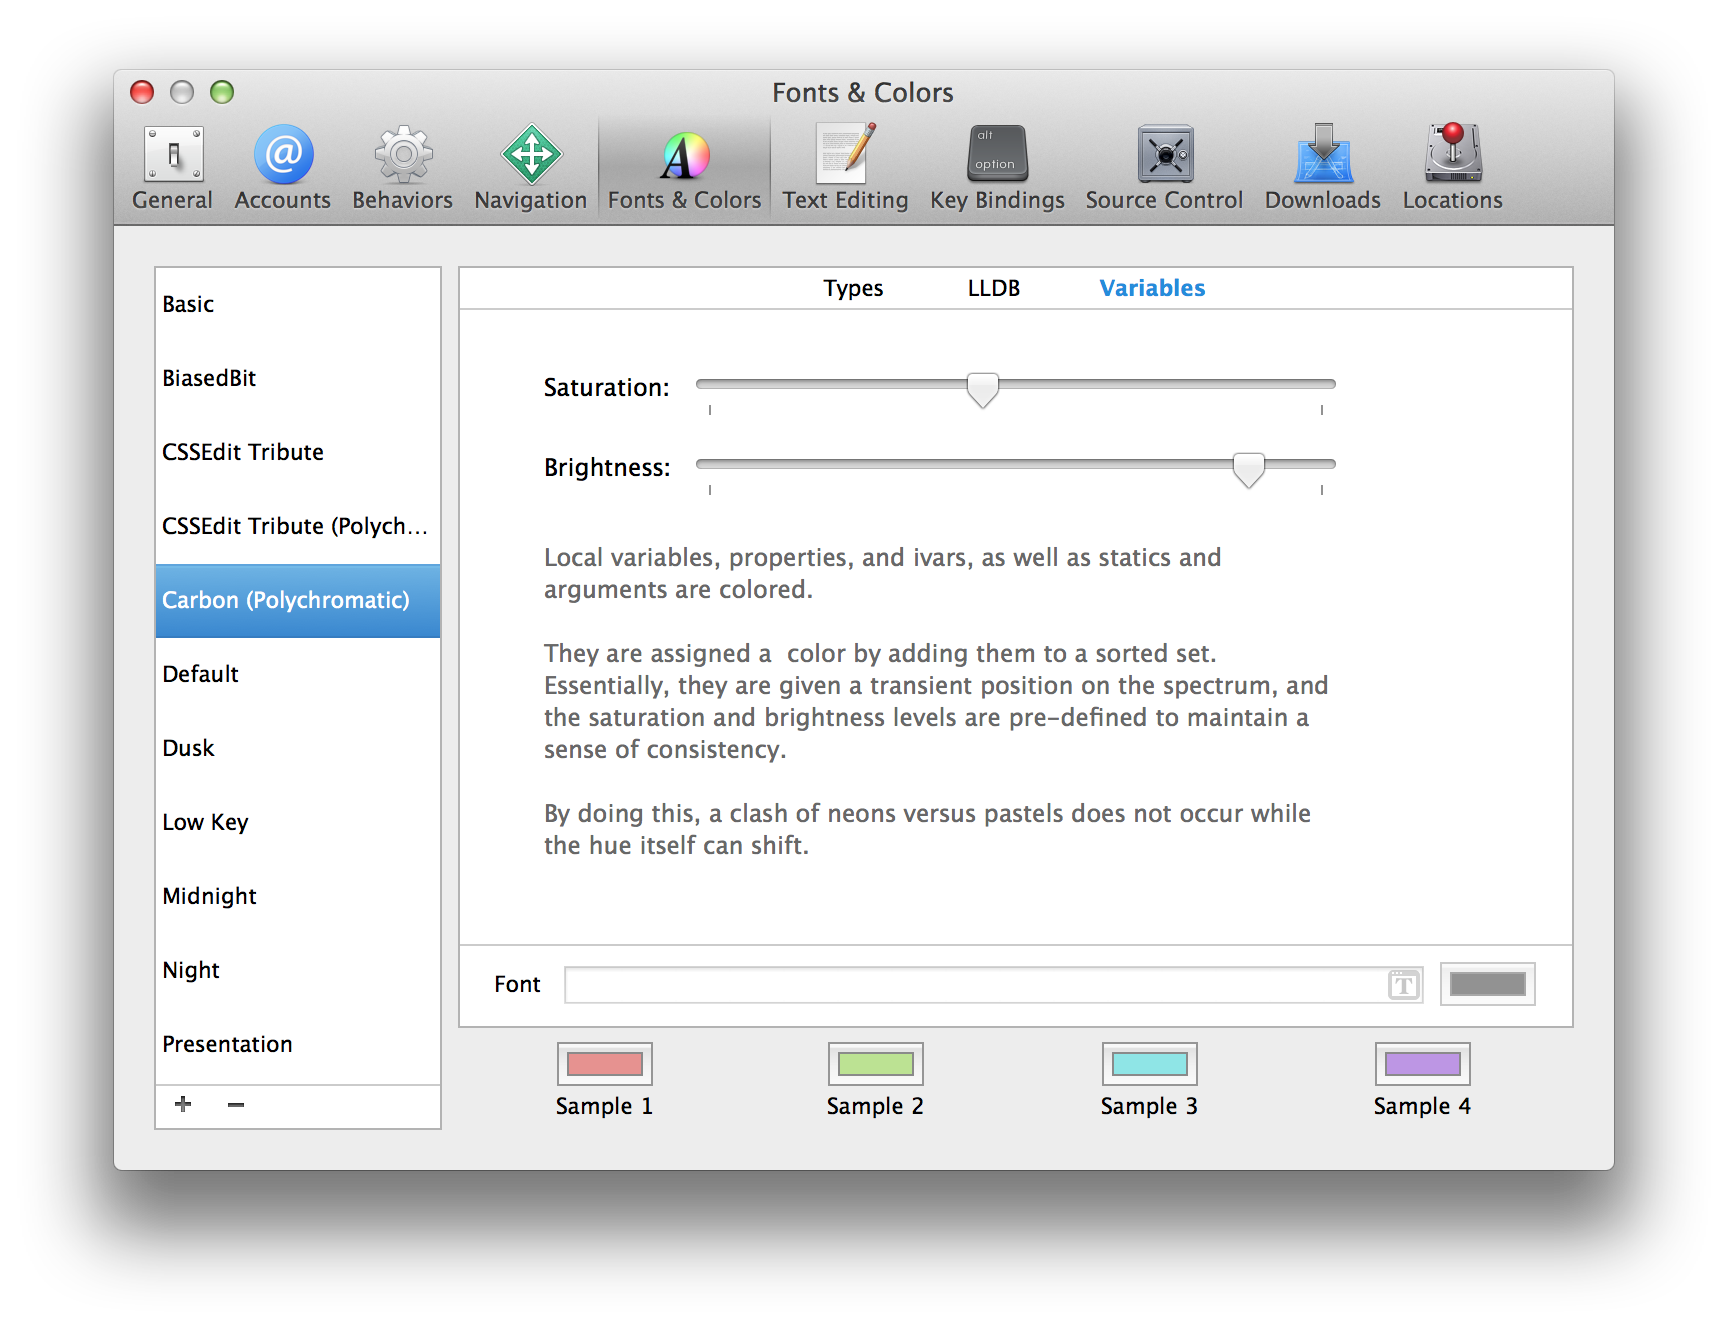 Fonts & Colors
alt
option
General Accounts Behaviors Navigation Fonts & Colors Text Editing Key Bindings Source Control Downloads Locations
Types LLDB Variables
Basic
BiasedBit
CSSEdit Tribute
CSSEdit Tribute (Polych...
Carbon (Polychromatic)
Default
Dusk
Low Key
Midnight
Night
Presentation
Saturation:
Brightness:
Local variables, properties, and ivars, as well as statics and
arguments are colored.
They are assigned a  color by adding them to a sorted set.
Essentially, they are given a transient position on the spectrum, and
the saturation and brightness levels are pre-defined to maintain a
sense of consistency.
By doing this, a clash of neons versus pastels does not occur while
the hue itself can shift.
Font
T
Sample 1 Sample 2 Sample 3 Sample 4